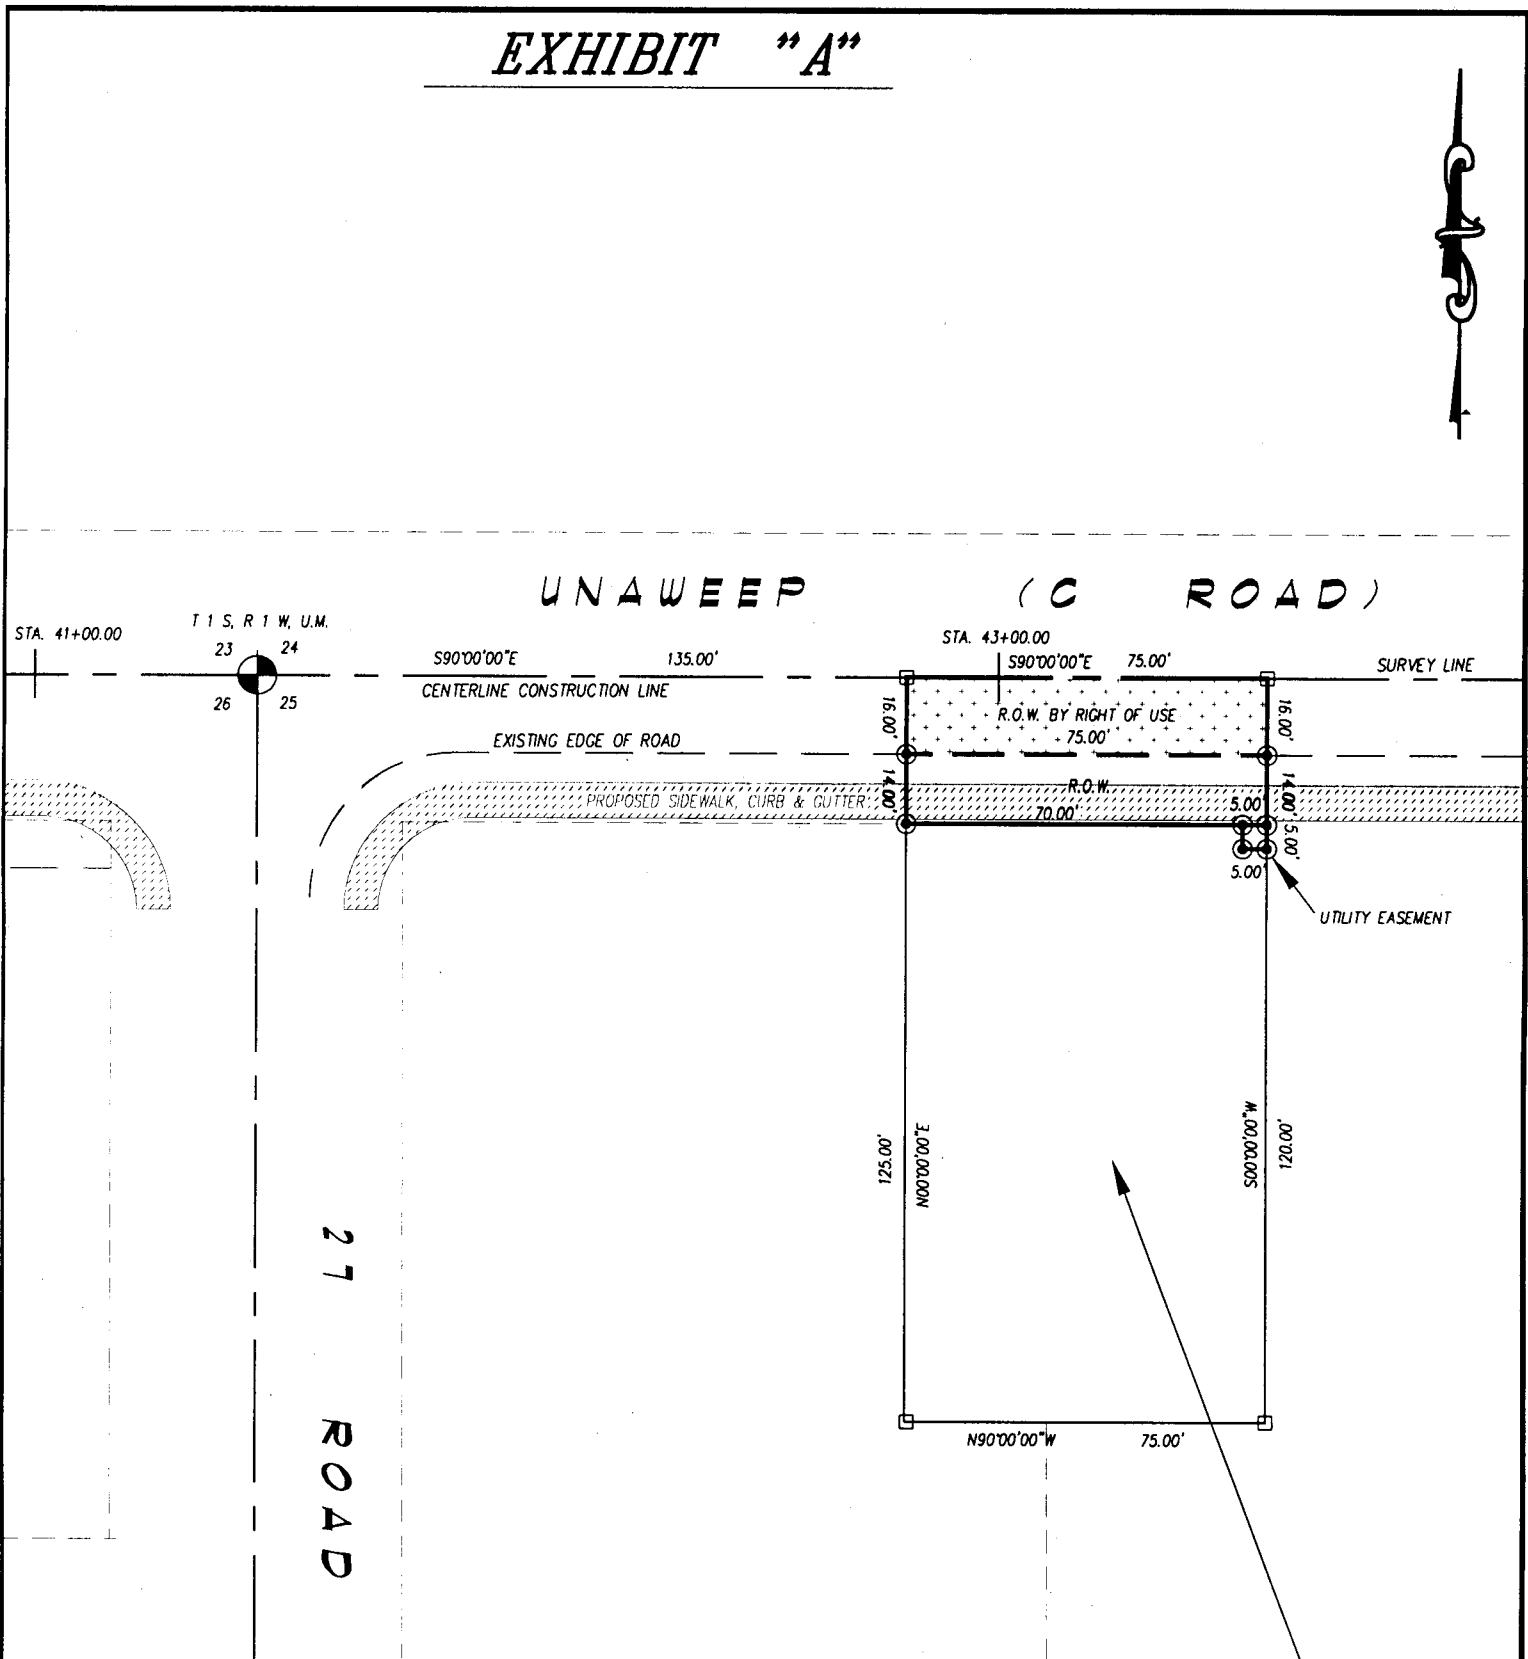 EXHIBIT "A"
UNAWEEP (C ROAD)
T 1 S, R 1 W, U.M.
STA. 41+00.00
23 24
26 25
S90°00'00"E 135.00'
CENTERLINE CONSTRUCTION LINE
STA. 43+00.00
S90°00'00"E 75.00'
SURVEY LINE
16.00'
R.O.W. BY RIGHT OF USE
75.00'
16.00'
EXISTING EDGE OF ROAD
14.00'
R.O.W.
14.00'
PROPOSED SIDEWALK, CURB & GUTTER
70.00'
5.00'
5.00'
5.00'
UTILITY EASEMENT
125.00'
N00°00'00"E
S00°00'00"W
120.00'
N90°00'00"W 75.00'
27 ROAD